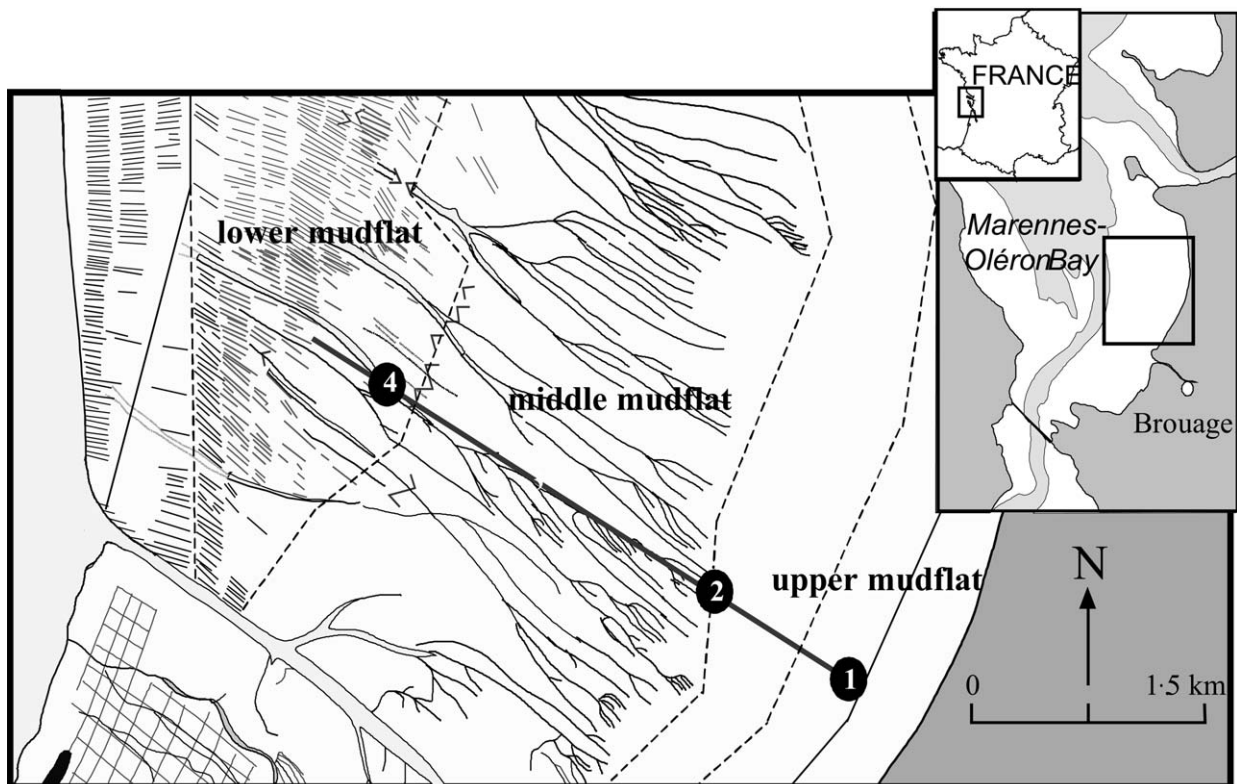 FRANCE
Marennes-
OléronBay
Brouage
lower mudflat
4
middle mudflat
2
upper mudflat
1
N
0 1·5 km